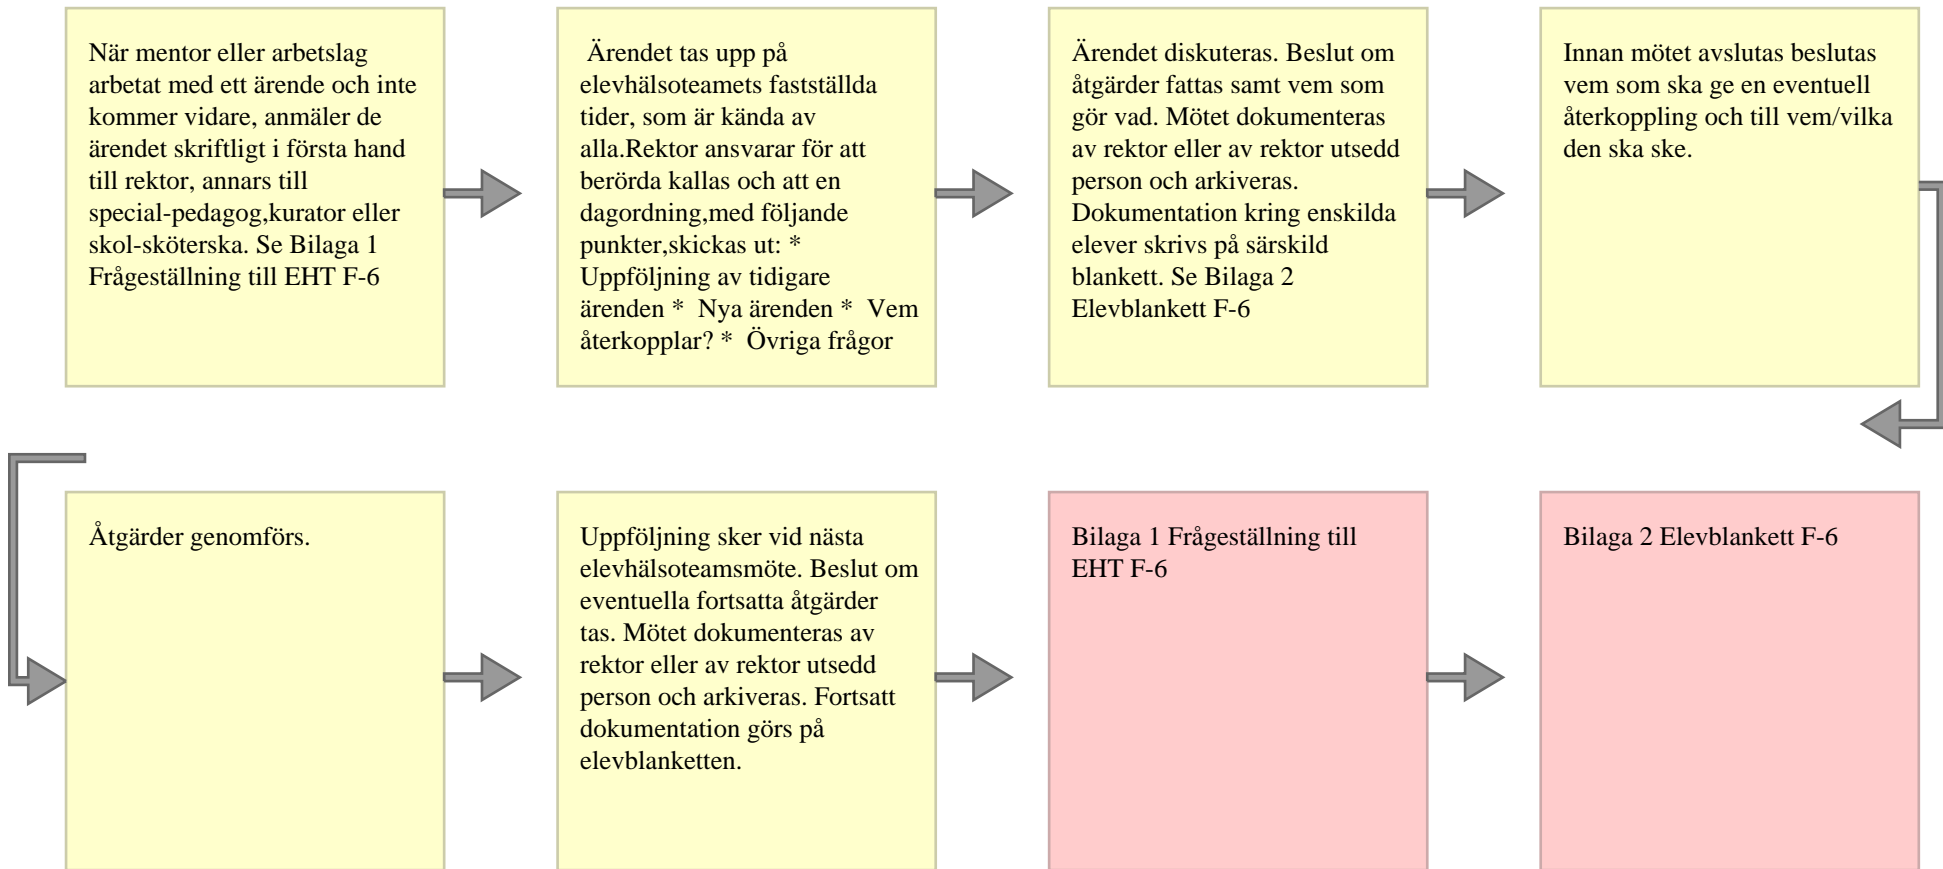 När mentor eller arbetslag
arbetat med ett ärende och inte
kommer vidare, anmäler de
ärendet skriftligt i första hand
till rektor, annars till
special-pedagog,kurator eller
skol-sköterska. Se Bilaga 1
Frågeställning till EHT F-6
Ärendet tas upp på
elevhälsoteamets fastställda
tider, som är kända av
alla.Rektor ansvarar för att
berörda kallas och att en
dagordning,med följande
punkter,skickas ut: *
Uppföljning av tidigare
ärenden *  Nya ärenden *  Vem
återkopplar? *  Övriga frågor
Ärendet diskuteras. Beslut om
åtgärder fattas samt vem som
gör vad. Mötet dokumenteras
av rektor eller av rektor utsedd
person och arkiveras.
Dokumentation kring enskilda
elever skrivs på särskild
blankett. Se Bilaga 2
Elevblankett F-6
Innan mötet avslutas beslutas
vem som ska ge en eventuell
återkoppling och till vem/vilka
den ska ske.
Åtgärder genomförs.
Uppföljning sker vid nästa
elevhälsoteamsmöte. Beslut om
eventuella fortsatta åtgärder
tas. Mötet dokumenteras av
rektor eller av rektor utsedd
person och arkiveras. Fortsatt
dokumentation görs på
elevblanketten.
Bilaga 1 Frågeställning till
EHT F-6
Bilaga 2 Elevblankett F-6